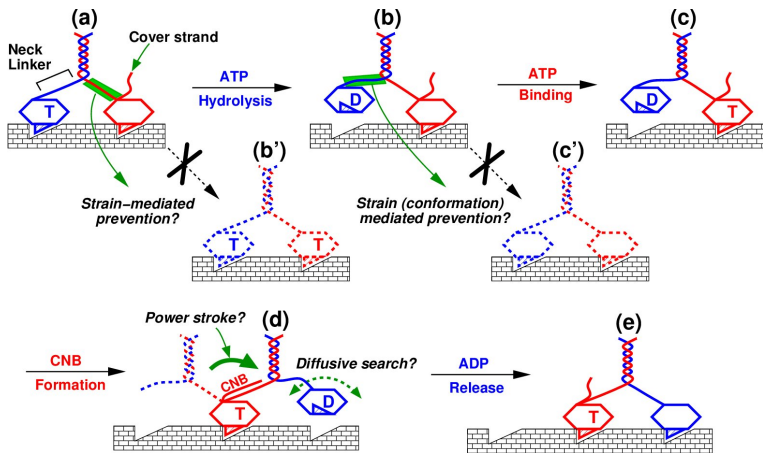 (a)
Neck
Linker
Cover strand
T
ATP
Hydrolysis
(b)
D
ATP
Binding
(c)
D
T
Strain−mediated
prevention?
(b')
T
Strain (conformation)
mediated prevention?
(c')
CNB
Formation
Power stroke?
(d)
CNB
T
Diffusive search?
D
ADP
Release
(e)
T